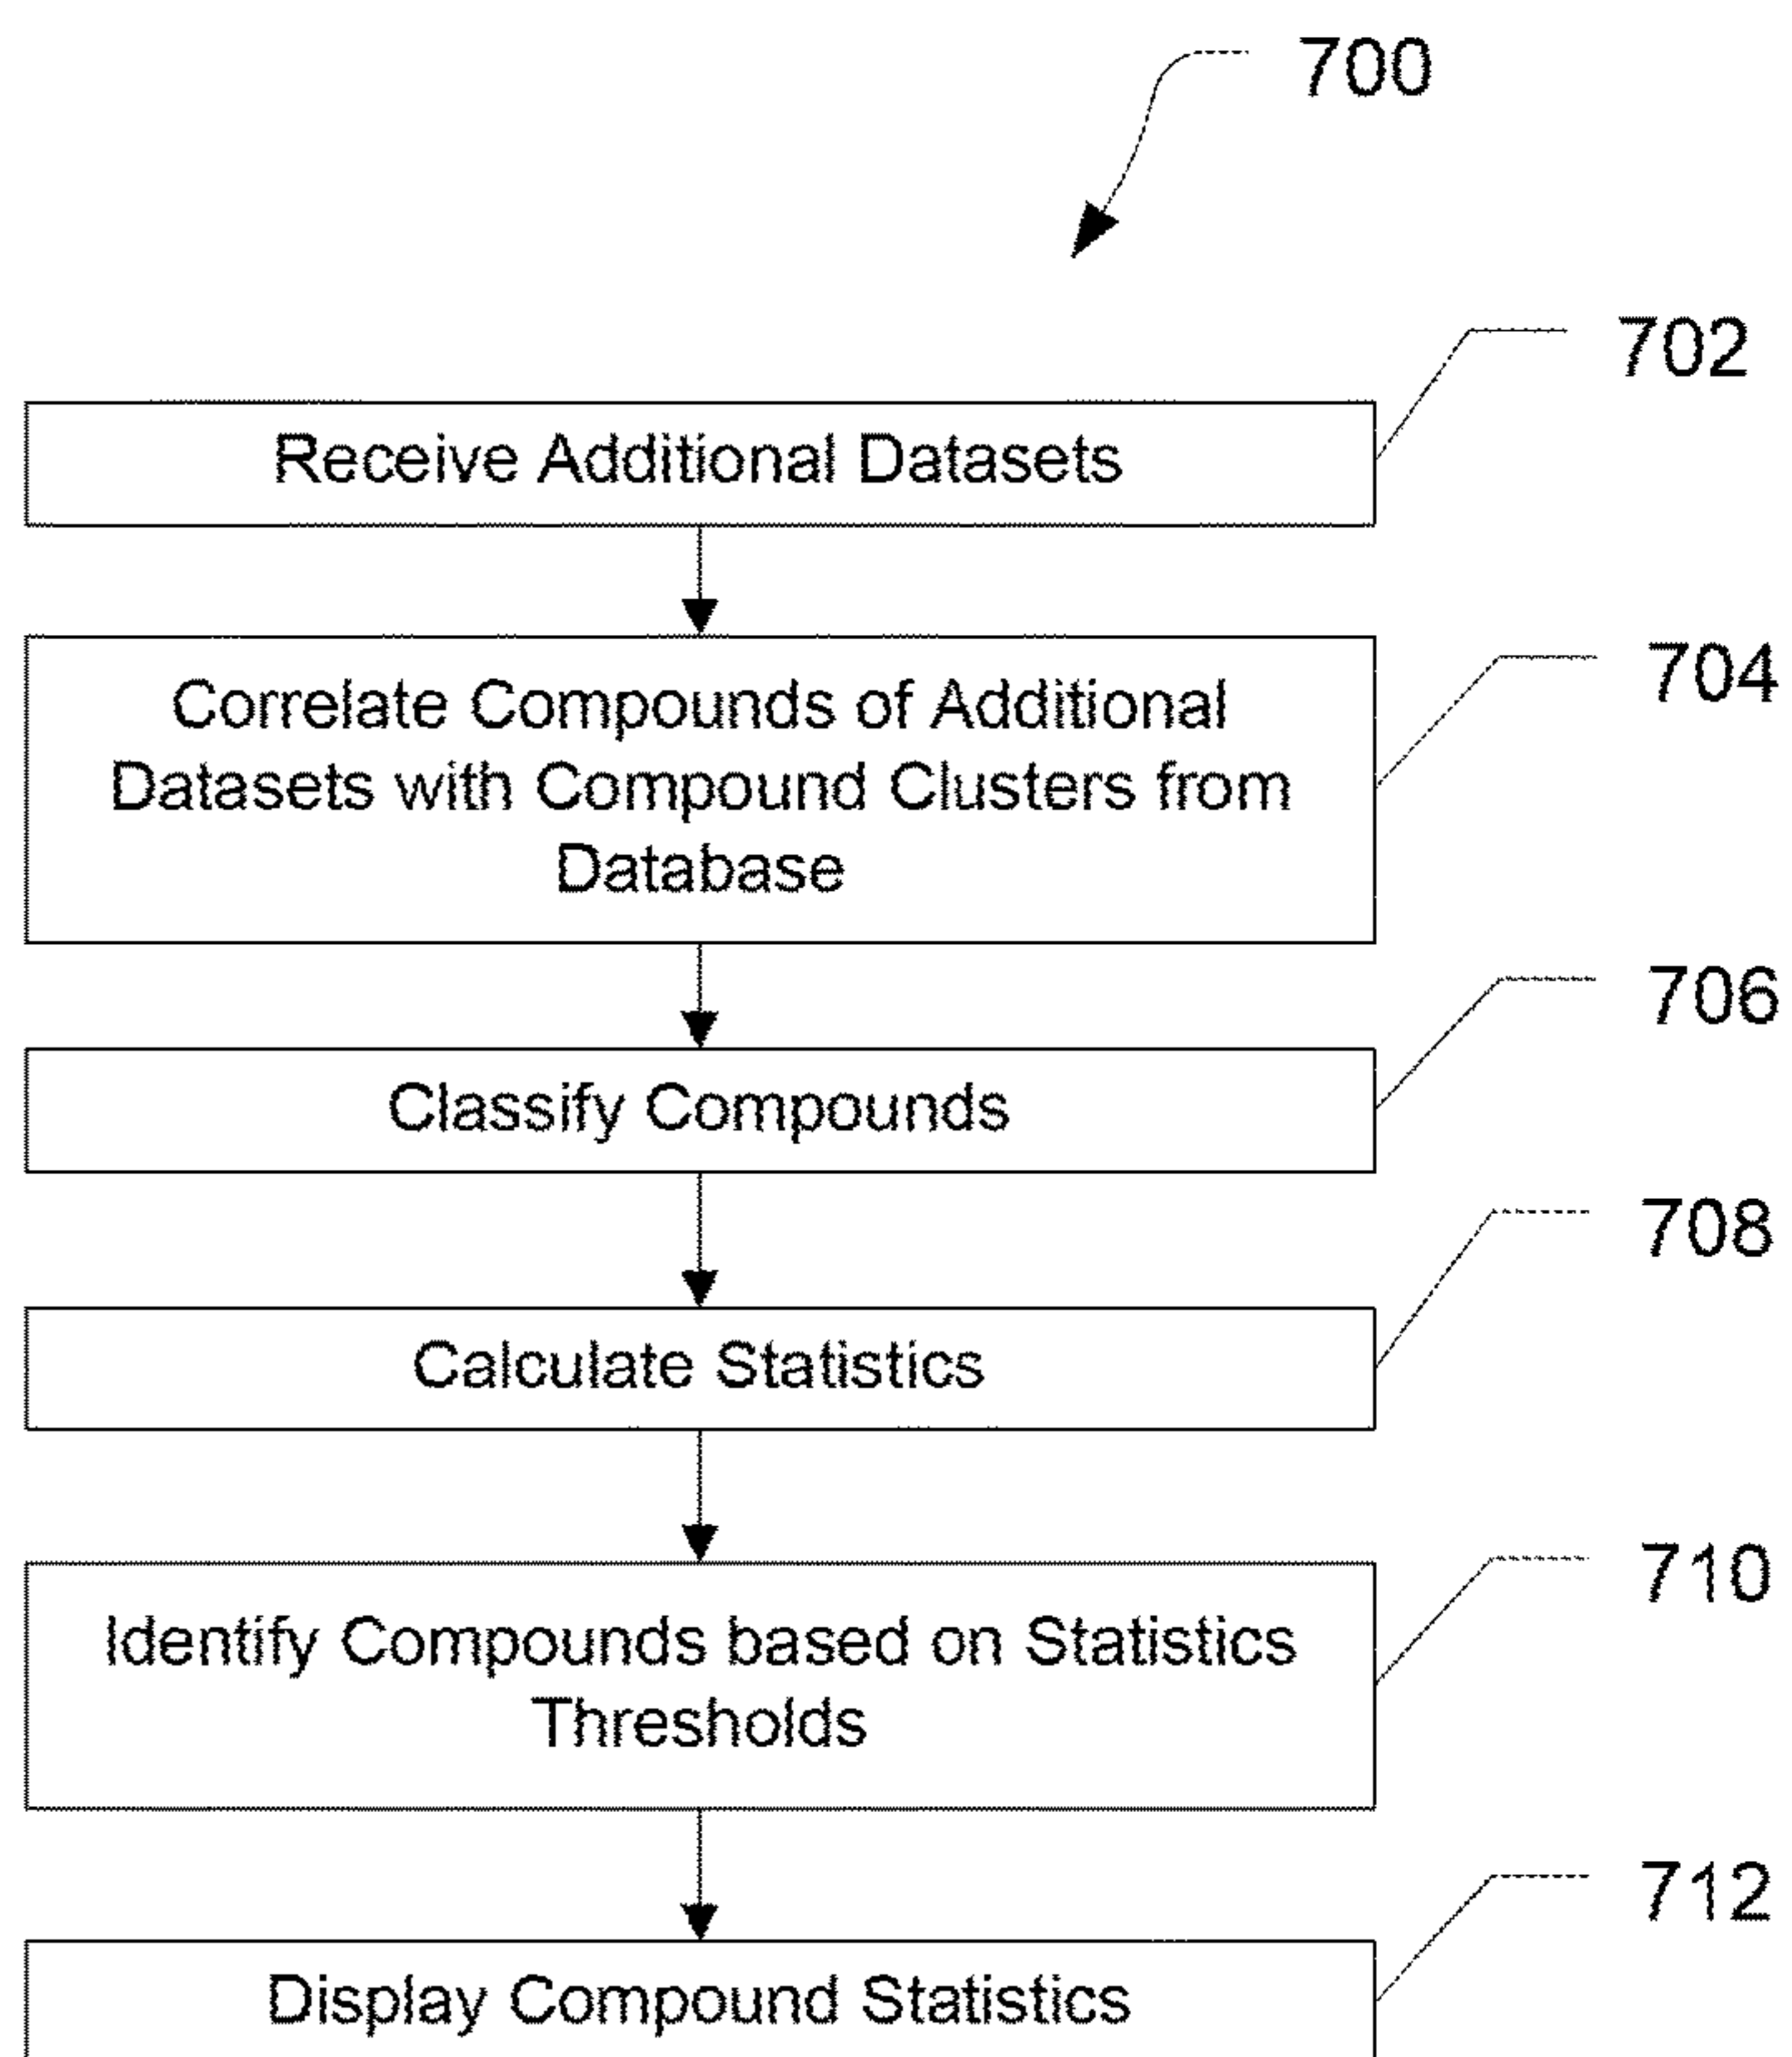 700
702
Receive Additional Datasets
704
Correlate Compounds of Additional
Datasets with Compound Clusters from
Database
706
Classify Compounds
708
Calculate Statistics
710
Identify Compounds based on Statistics
Thresholds
712
Display Compound Statistics